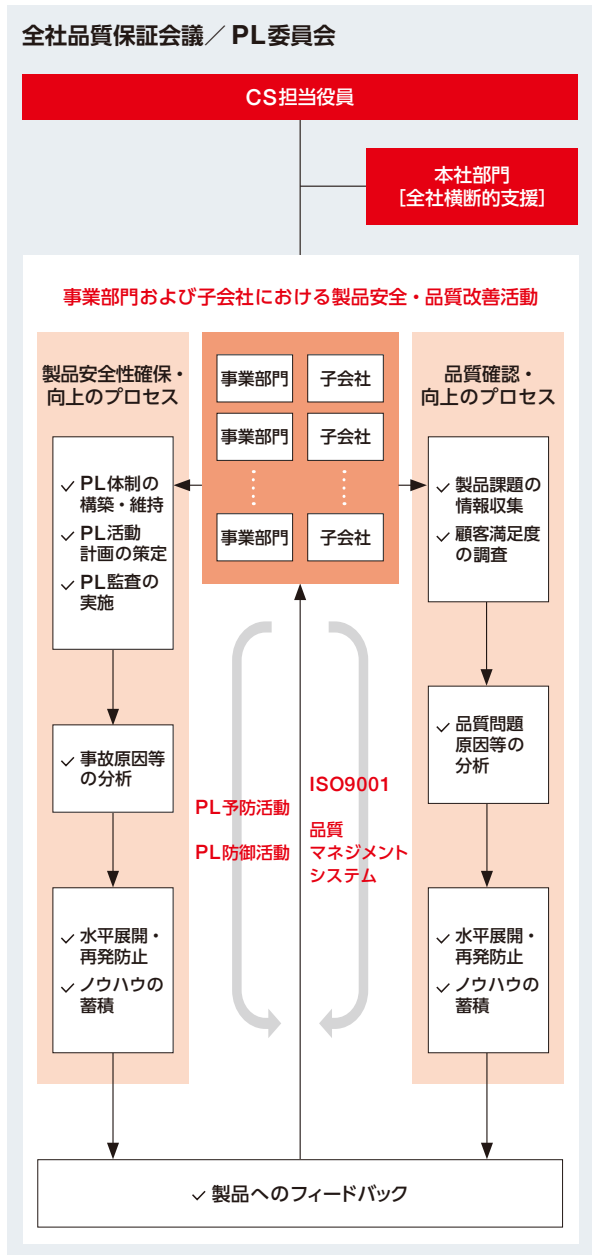 全社品質保証会議／PL委員会
CS担当役員
本社部門
［全社横断的支援］
事業部門および子会社における製品安全・品質改善活動
製品安全性確保・
向上のプロセス
✓ PL体制の
構築・維持
✓ PL活動
計画の策定
✓ PL監査の
実施
✓ 事故原因等
の分析
✓ 水平展開・
再発防止
✓ ノウハウの
蓄積
事業部門 子会社
事業部門 子会社
事業部門 子会社
PL予防活動
PL防御活動
ISO9001
品質
マネジメント
システム
品質確認・
向上のプロセス
✓ 製品課題の
情報収集
✓ 顧客満足度
の調査
✓ 品質問題
原因等の
分析
✓ 水平展開・
再発防止
✓ ノウハウの
蓄積
✓ 製品へのフィードバック